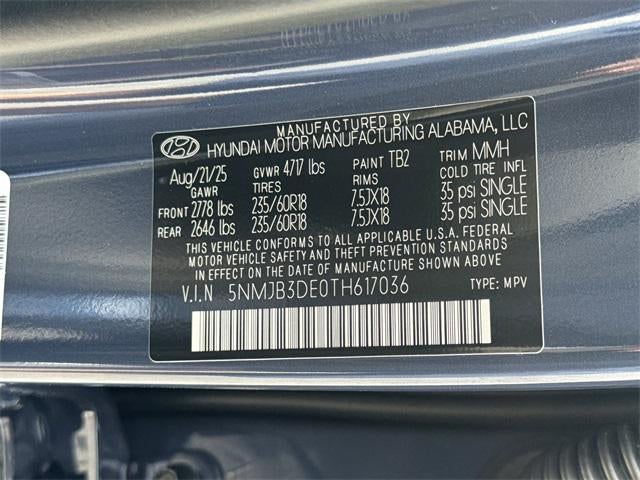 MANUFACTURED BY
HYUNDAI MOTOR MANUFACTURING ALABAMA, LLC
Aug/21/25 GVWR 4717 lbs PAINT TB2 TRIM MMH
GAWR TIRES RIMS COLD TIRE INFL
FRONT 2778 lbs 235/60R18 7.5JX18 35 psi SINGLE
REAR 2646 lbs 235/60R18 7.5JX18 35 psi SINGLE
THIS VEHICLE CONFORMS TO ALL APPLICABLE U.S.A. FEDERAL
MOTOR VEHICLE SAFETY AND THEFT PREVENTION STANDARDS
IN EFFECT ON THE DATE OF MANUFACTURE SHOWN ABOVE.
V.I.N 5NMJB3DE0TH617036 TYPE: MPV